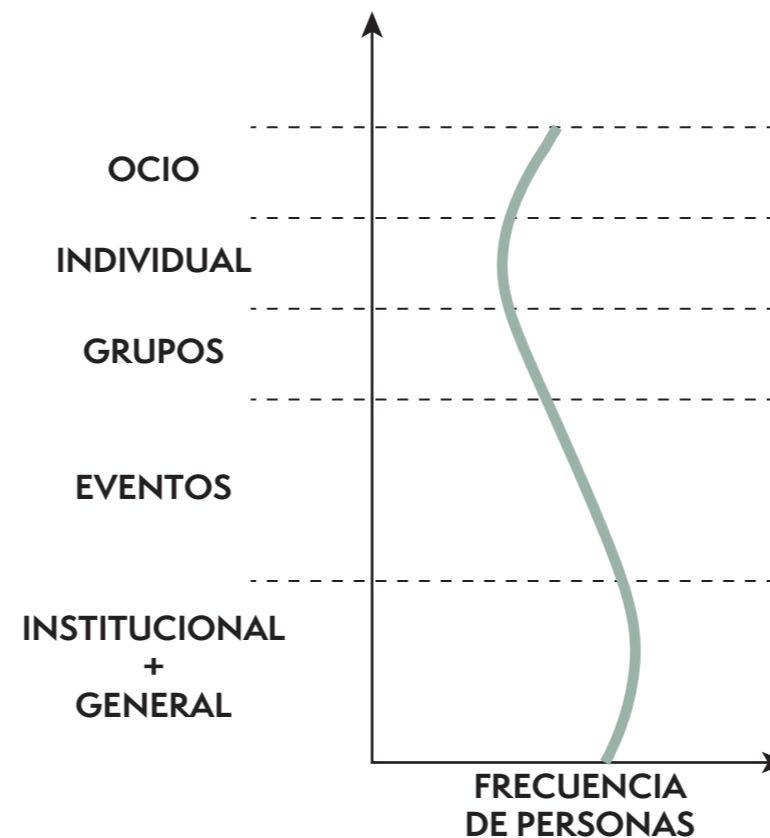 OCIO
INDIVIDUAL
GRUPOS
EVENTOS
INSTITUCIONAL
+
GENERAL
FRECUENCIA
DE PERSONAS